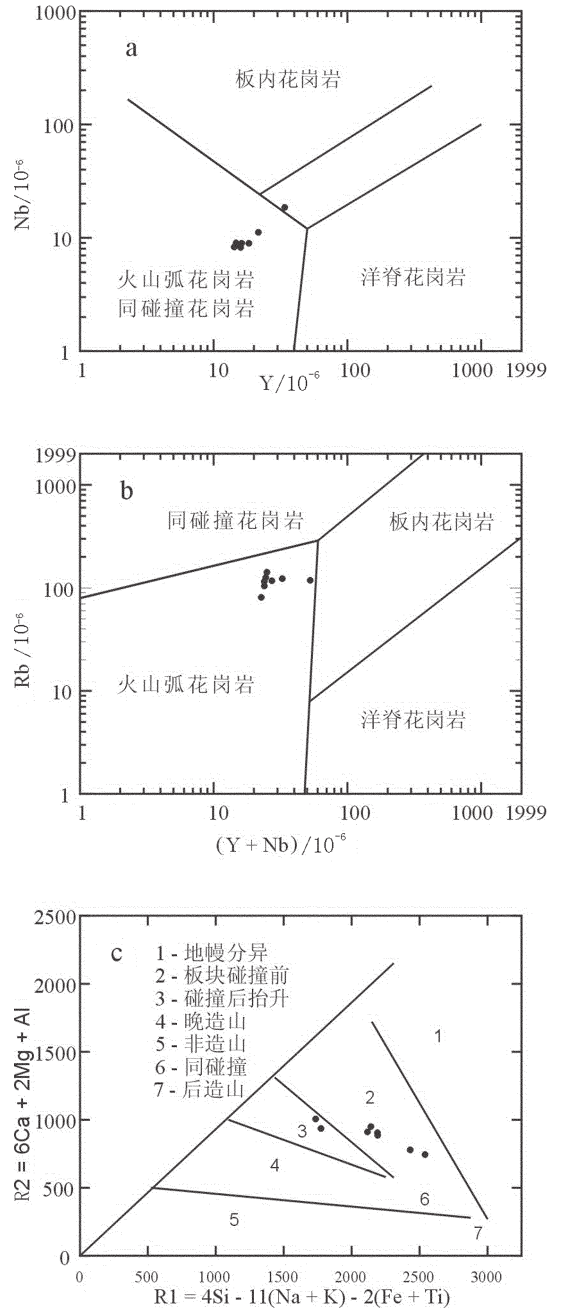 1000
a
板内花岗岩
100
Nb/10⁻⁶
10
火山弧花岗岩
洋脊花岗岩
同碰撞花岗岩
1
1 10 100 1000 1999
Y/10⁻⁶
1999
1000
b
同碰撞花岗岩
板内花岗岩
100
Rb/10⁻⁶
火山弧花岗岩
10
洋脊花岗岩
1
1 10 100 1000 1999
(Y + Nb)/10⁻⁶
2500
c
1 - 地幔分异
2 - 板块碰撞前
2000
3 - 碰撞后抬升
4 - 晚造山
1500
5 - 非造山
1
6 - 同碰撞
7 - 后造山
R2 = 6Ca + 2Mg + Al
1000
2
3
4
500
6
5
7
0
0 500 1000 1500 2000 2500 3000
R1 = 4Si - 11(Na + K) - 2(Fe + Ti)